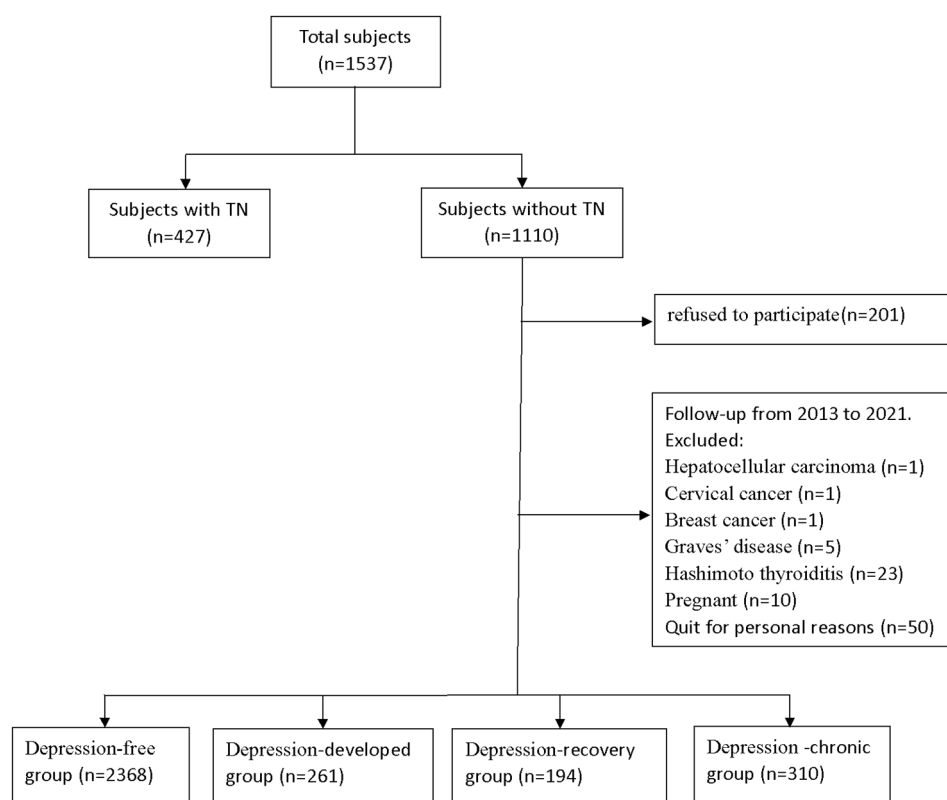 Total subjects
(n=1537)
Subjects with TN
(n=427)
Subjects without TN
(n=1110)
refused to participate(n=201)
Follow-up from 2013 to 2021.
Excluded:
Hepatocellular carcinoma (n=1)
Cervical cancer (n=1)
Breast cancer (n=1)
Graves’ disease (n=5)
Hashimoto thyroiditis (n=23)
Pregnant (n=10)
Quit for personal reasons (n=50)
Depression-free
group (n=2368)
Depression-developed
group (n=261)
Depression-recovery
group (n=194)
Depression -chronic
group (n=310)